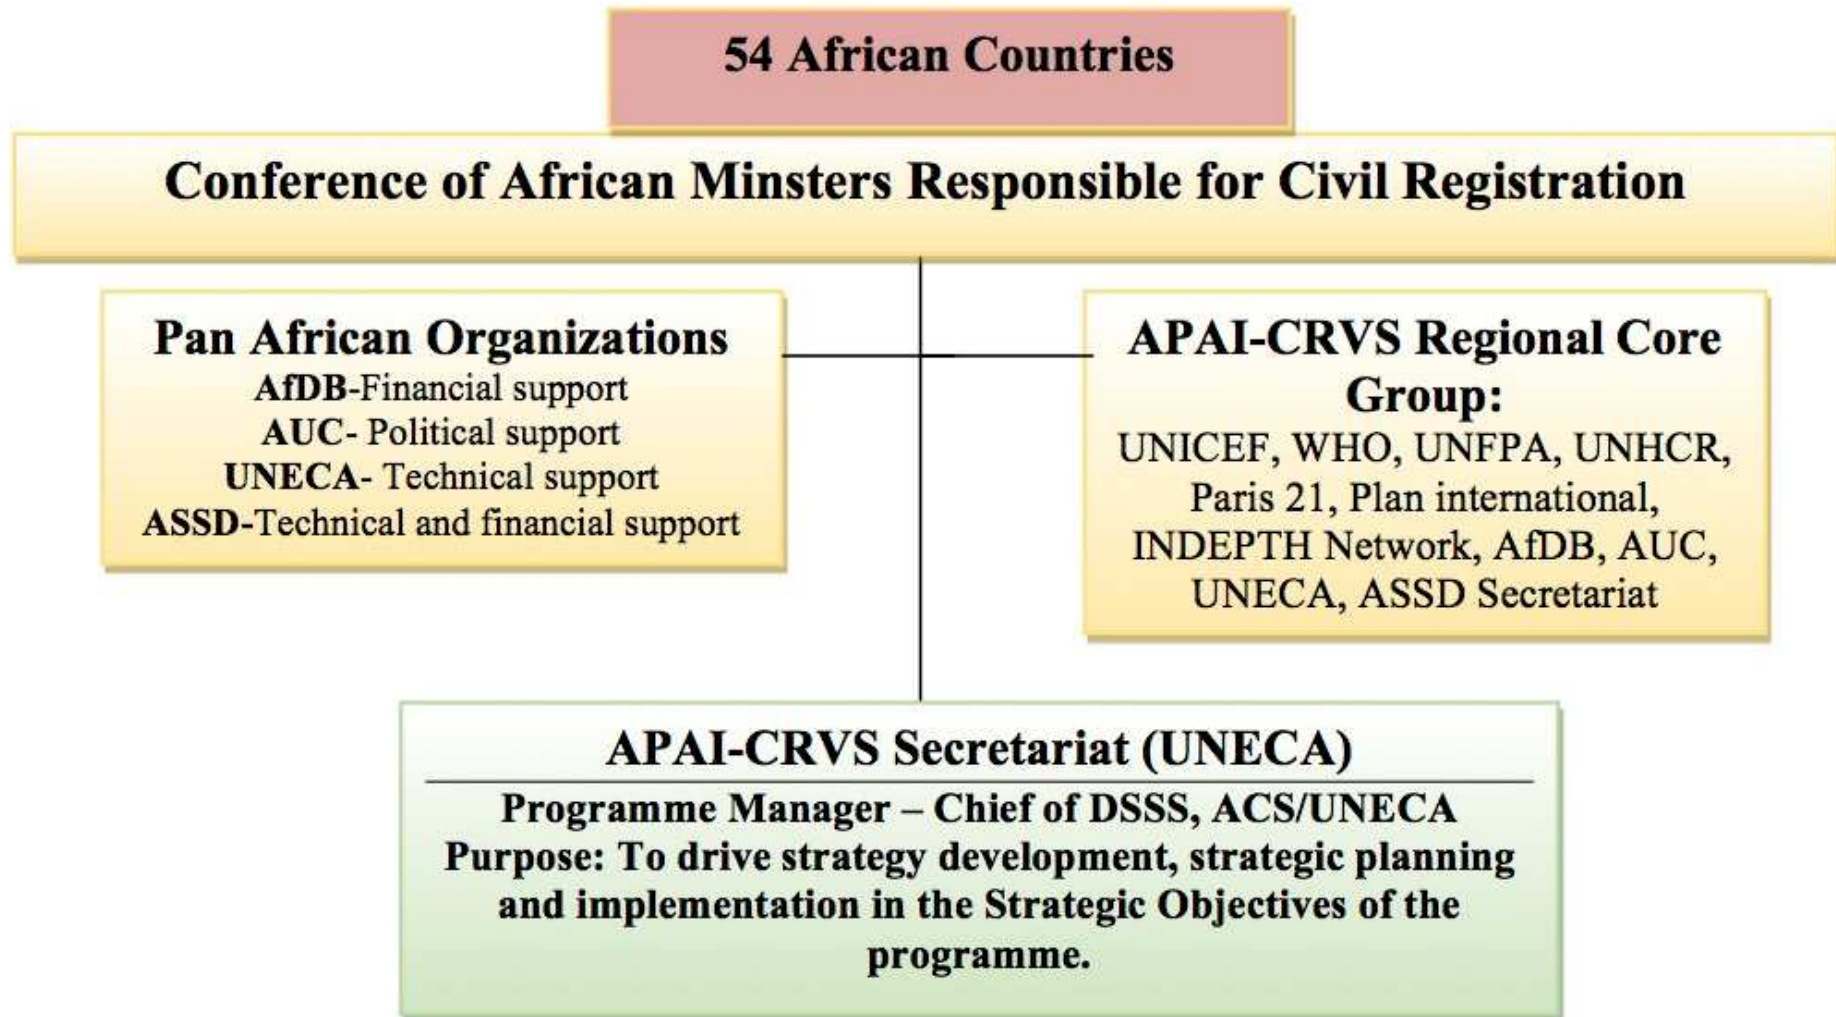 54 African Countries
Conference of African Minsters Responsible for Civil Registration
Pan African Organizations
AfDB-Financial support
AUC- Political support
UNECA- Technical support
ASSD-Technical and financial support
APAI-CRVS Regional Core
Group:
UNICEF, WHO, UNFPA, UNHCR,
Paris 21, Plan international,
INDEPTH Network, AfDB, AUC,
UNECA, ASSD Secretariat
APAI-CRVS Secretariat (UNECA)
Programme Manager – Chief of DSSS, ACS/UNECA
Purpose: To drive strategy development, strategic planning
and implementation in the Strategic Objectives of the
programme.